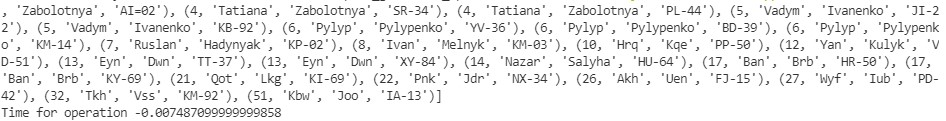 , 'Zabolotnya', 'AI=02'), (4, 'Tatiana', 'Zabolotnya', 'SR-34'), (4, 'Tatiana', 'Zabolotnya', 'PL-44'), (5, 'Vadym', 'Ivanenko', 'JI-2
2'), (5, 'Vadym', 'Ivanenko', 'KB-92'), (6, 'Pylyp', 'Pylypenko', 'YV-36'), (6, 'Pylyp', 'Pylypenko', 'BD-39'), (6, 'Pylyp', 'Pylypenk
o', 'KM-14'), (7, 'Ruslan', 'Hadynyak', 'KP-02'), (8, 'Ivan', 'Melnyk', 'KM-03'), (10, 'Hrq', 'Kqe', 'PP-50'), (12, 'Yan', 'Kulyk', 'V
D-51'), (13, 'Eyn', 'Dwn', 'TT-37'), (13, 'Eyn', 'Dwn', 'XY-84'), (14, 'Nazar', 'Salyha', 'HU-64'), (17, 'Ban', 'Brb', 'HR-50'), (17,
'Ban', 'Brb', 'KY-69'), (21, 'Qot', 'Lkg', 'KI-69'), (22, 'Pnk', 'Jdr', 'NX-34'), (26, 'Akh', 'Uen', 'FJ-15'), (27, 'Wyf', 'Iub', 'PD-
42'), (32, 'Tkh', 'Vss', 'KM-92'), (51, 'Kbw', 'Joo', 'IA-13')]
Time for operation -0.007487099999999858